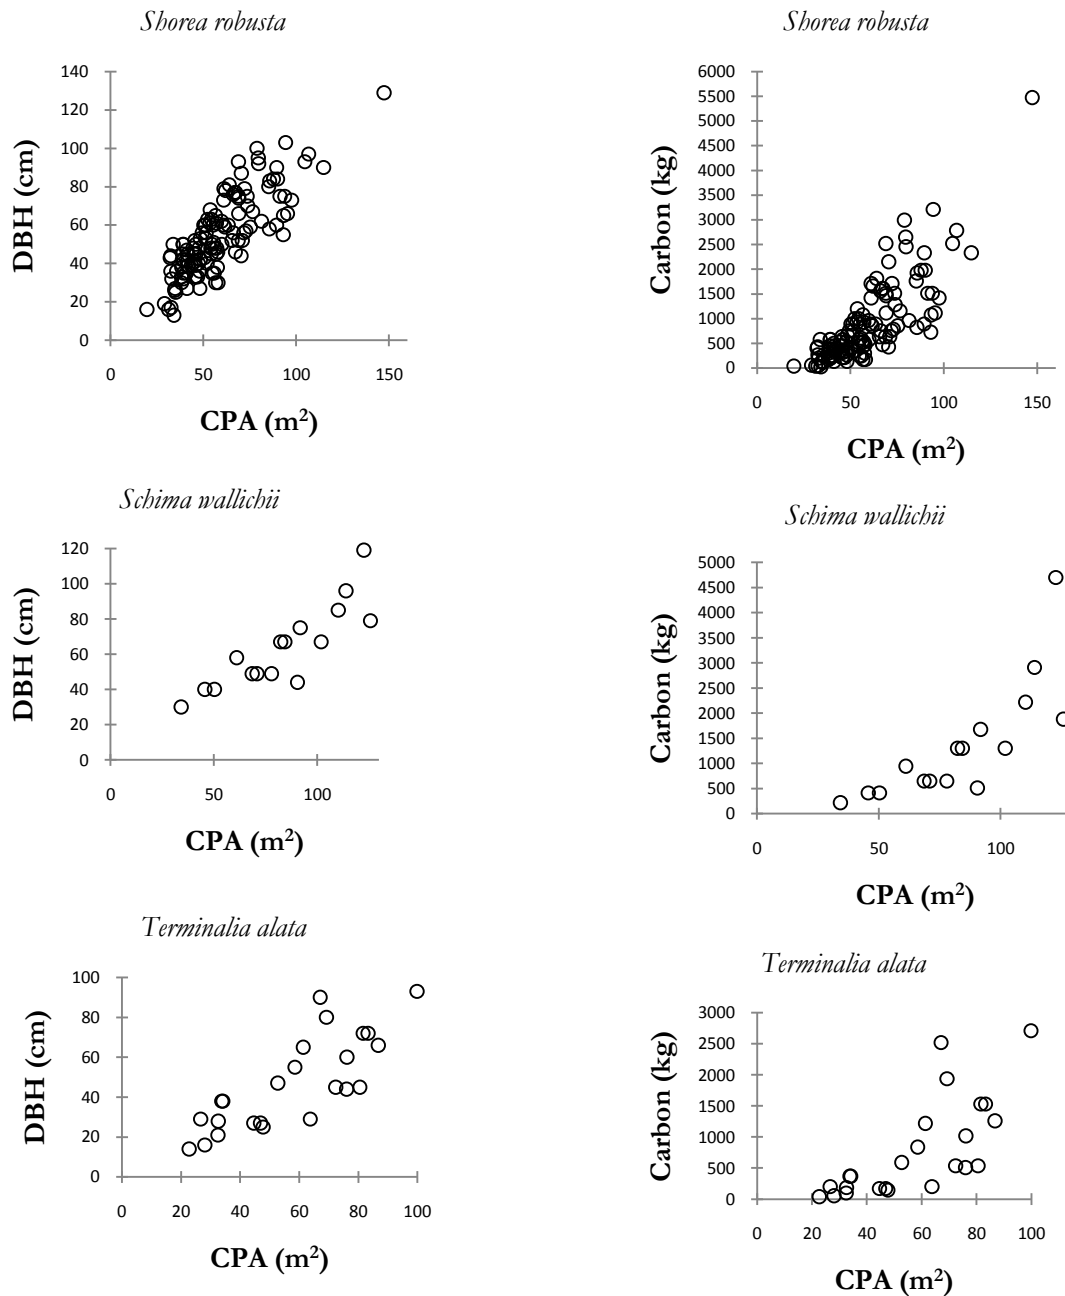 Shorea robusta
140
120
100
80
60
40
20
0
0 50 100 150
DBH (cm)
CPA (m²)
Shorea robusta
6000
5500
5000
4500
4000
3500
3000
2500
2000
1500
1000
500
0
0 50 100 150
Carbon (kg)
CPA (m²)
Schima wallichii
120
100
80
60
40
20
0
0 50 100
DBH (cm)
CPA (m²)
Schima wallichii
5000
4500
4000
3500
3000
2500
2000
1500
1000
500
0
0 50 100
Carbon (kg)
CPA (m²)
Terminalia alata
100
80
60
40
20
0
0 20 40 60 80 100
DBH (cm)
CPA (m²)
Terminalia alata
3000
2500
2000
1500
1000
500
0
0 20 40 60 80 100
Carbon (kg)
CPA (m²)